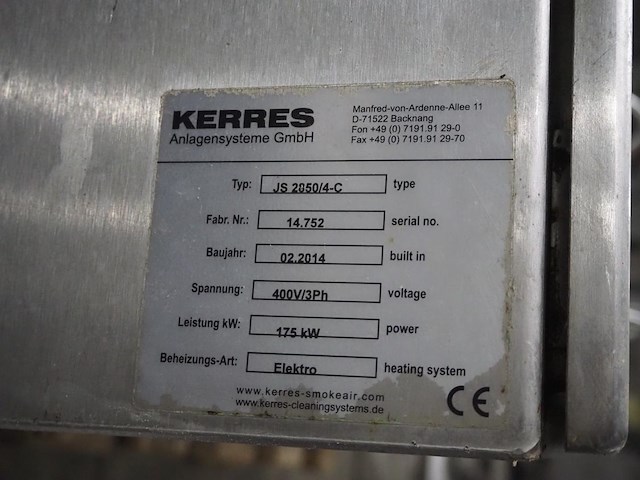 KERRES
Anlagensysteme GmbH
Manfred-von-Ardenne-Allee 11
D-71522 Backnang
Fon +49 (0) 7191.91 29-0
Fax +49 (0) 7191.91 29-70
Typ: JS 2850/4-C type
Fabr. Nr.: 14.752 serial no.
Baujahr: 02.2014 built in
Spannung: 400V/3Ph voltage
Leistung kW: 175 kW power
Beheizungs-Art: Elektro heating system
www.kerres-smokeair.com
www.kerres-cleaningsystems.de
CE